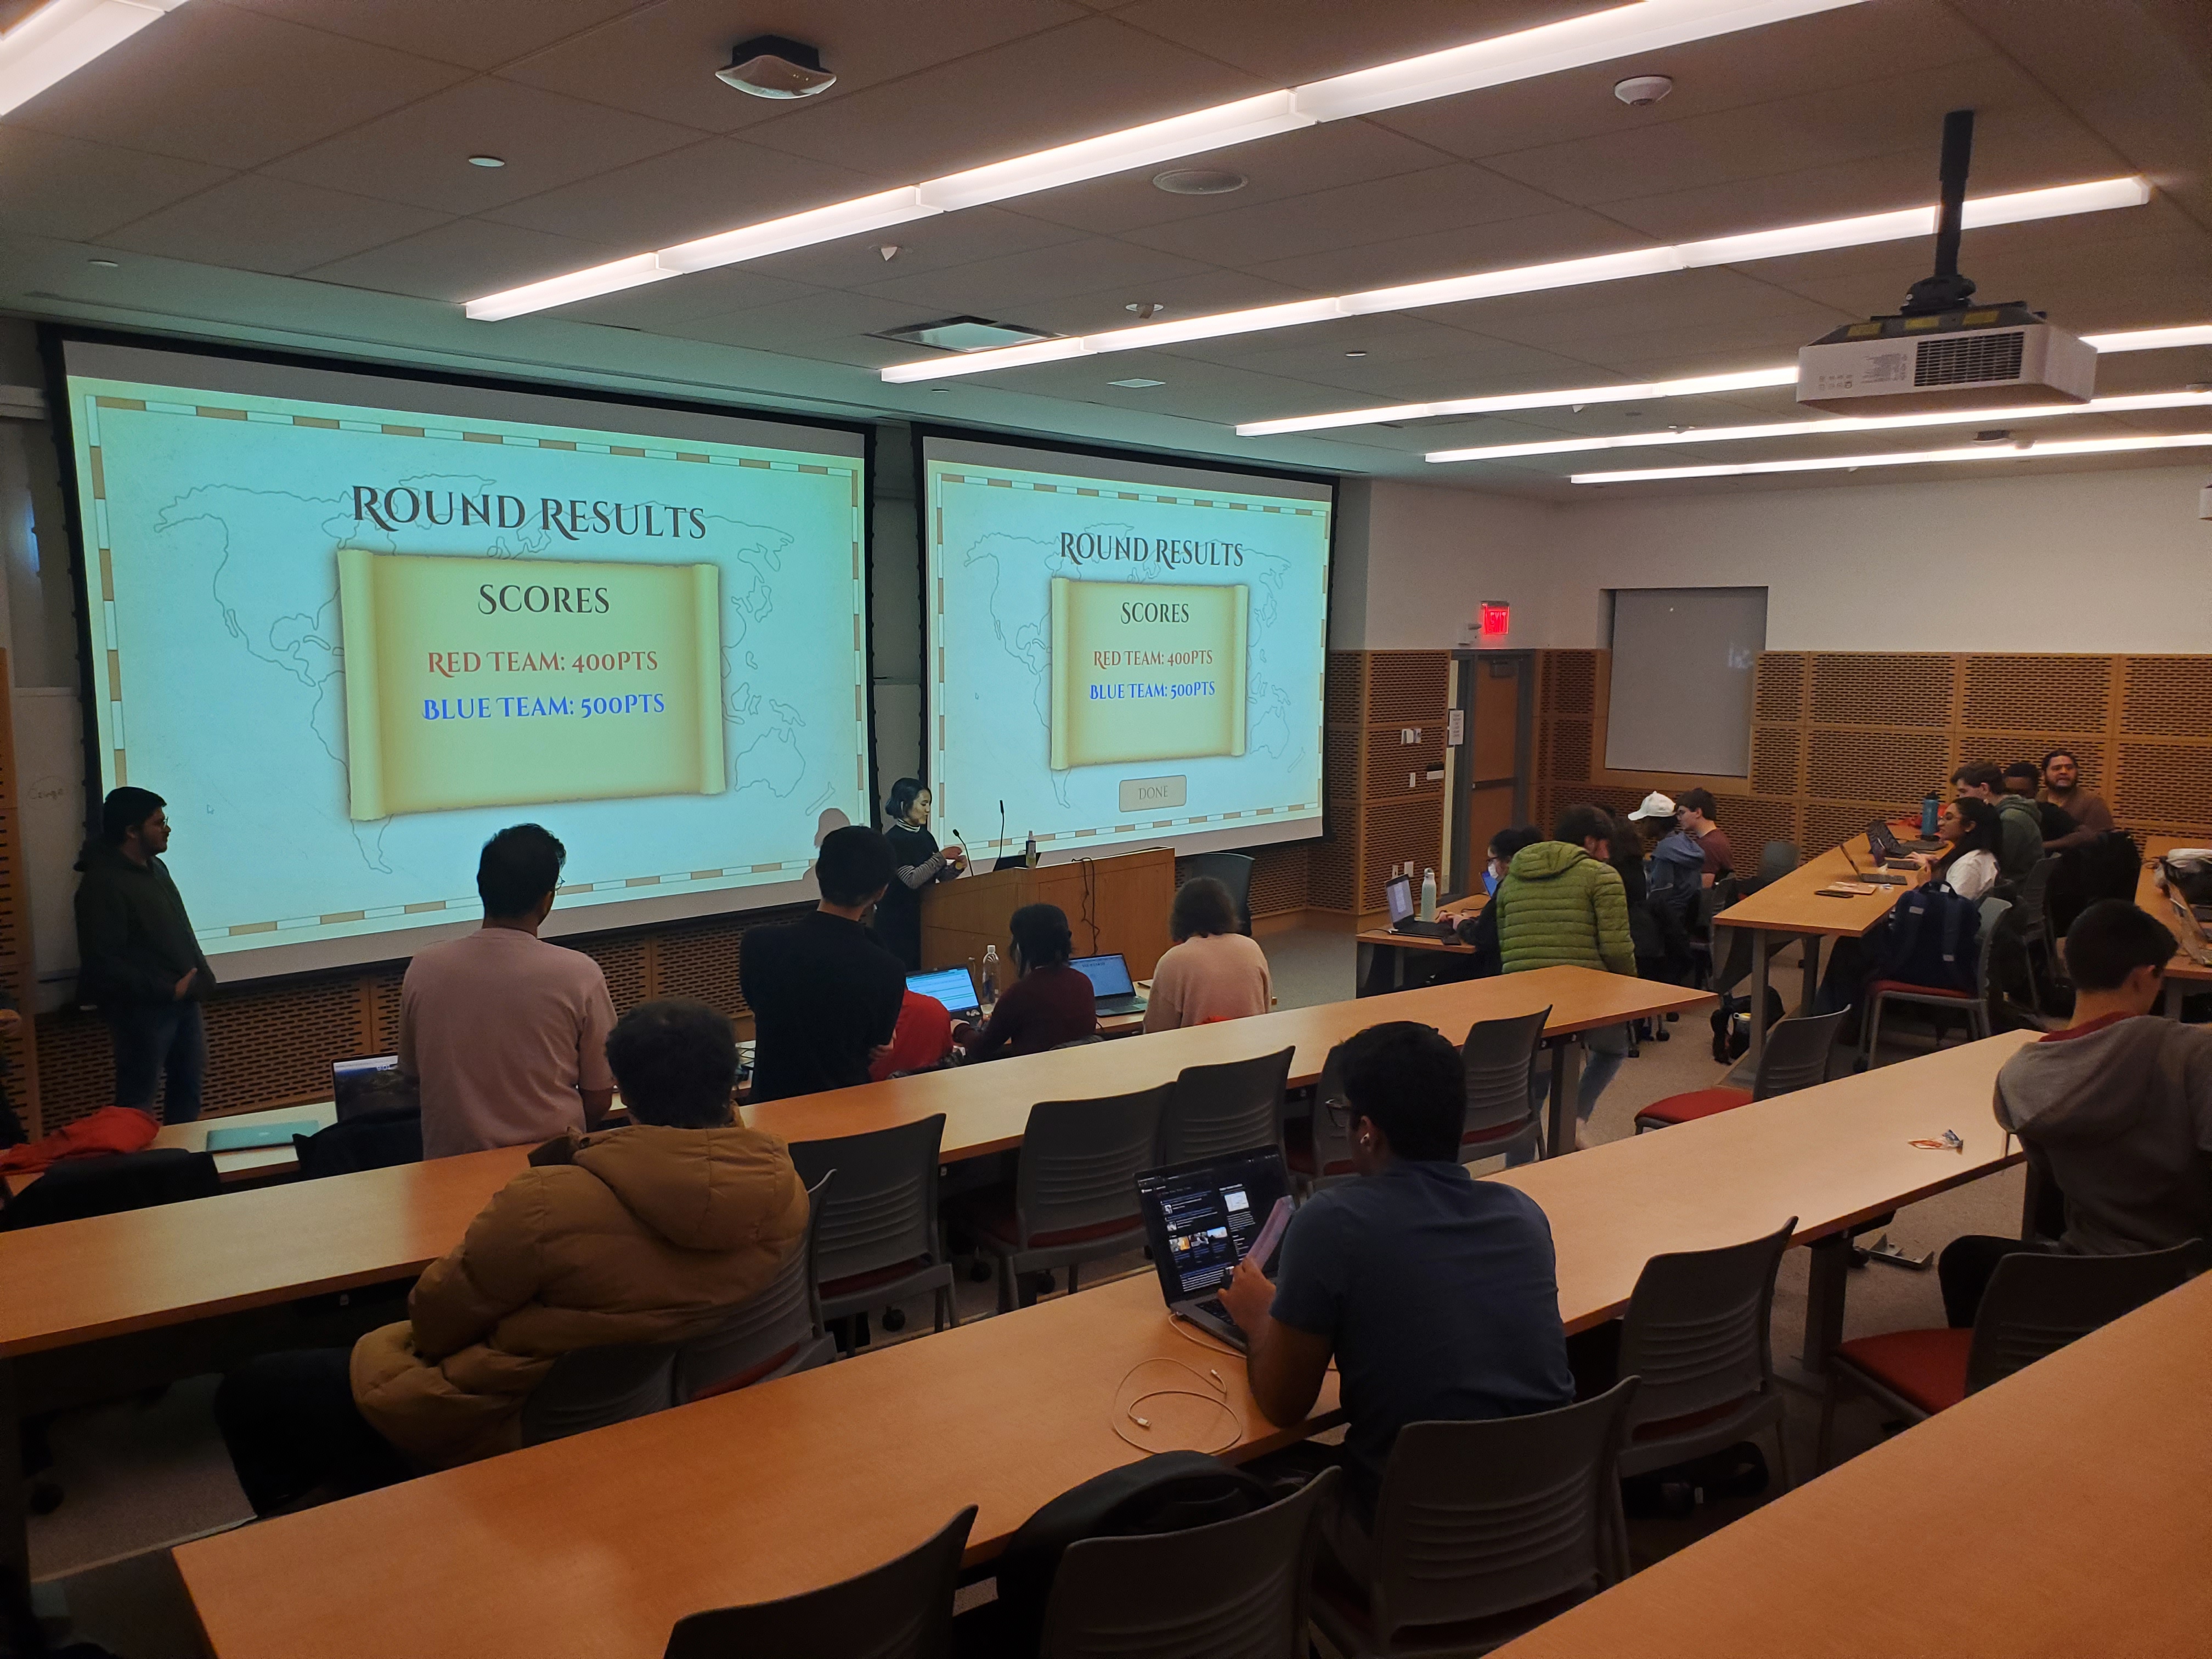 ROUND RESULTS
SCORES
RED TEAM: 400PTS
BLUE TEAM: 500PTS
ROUND RESULTS
SCORES
RED TEAM: 400PTS
BLUE TEAM: 500PTS
DONE
EXIT